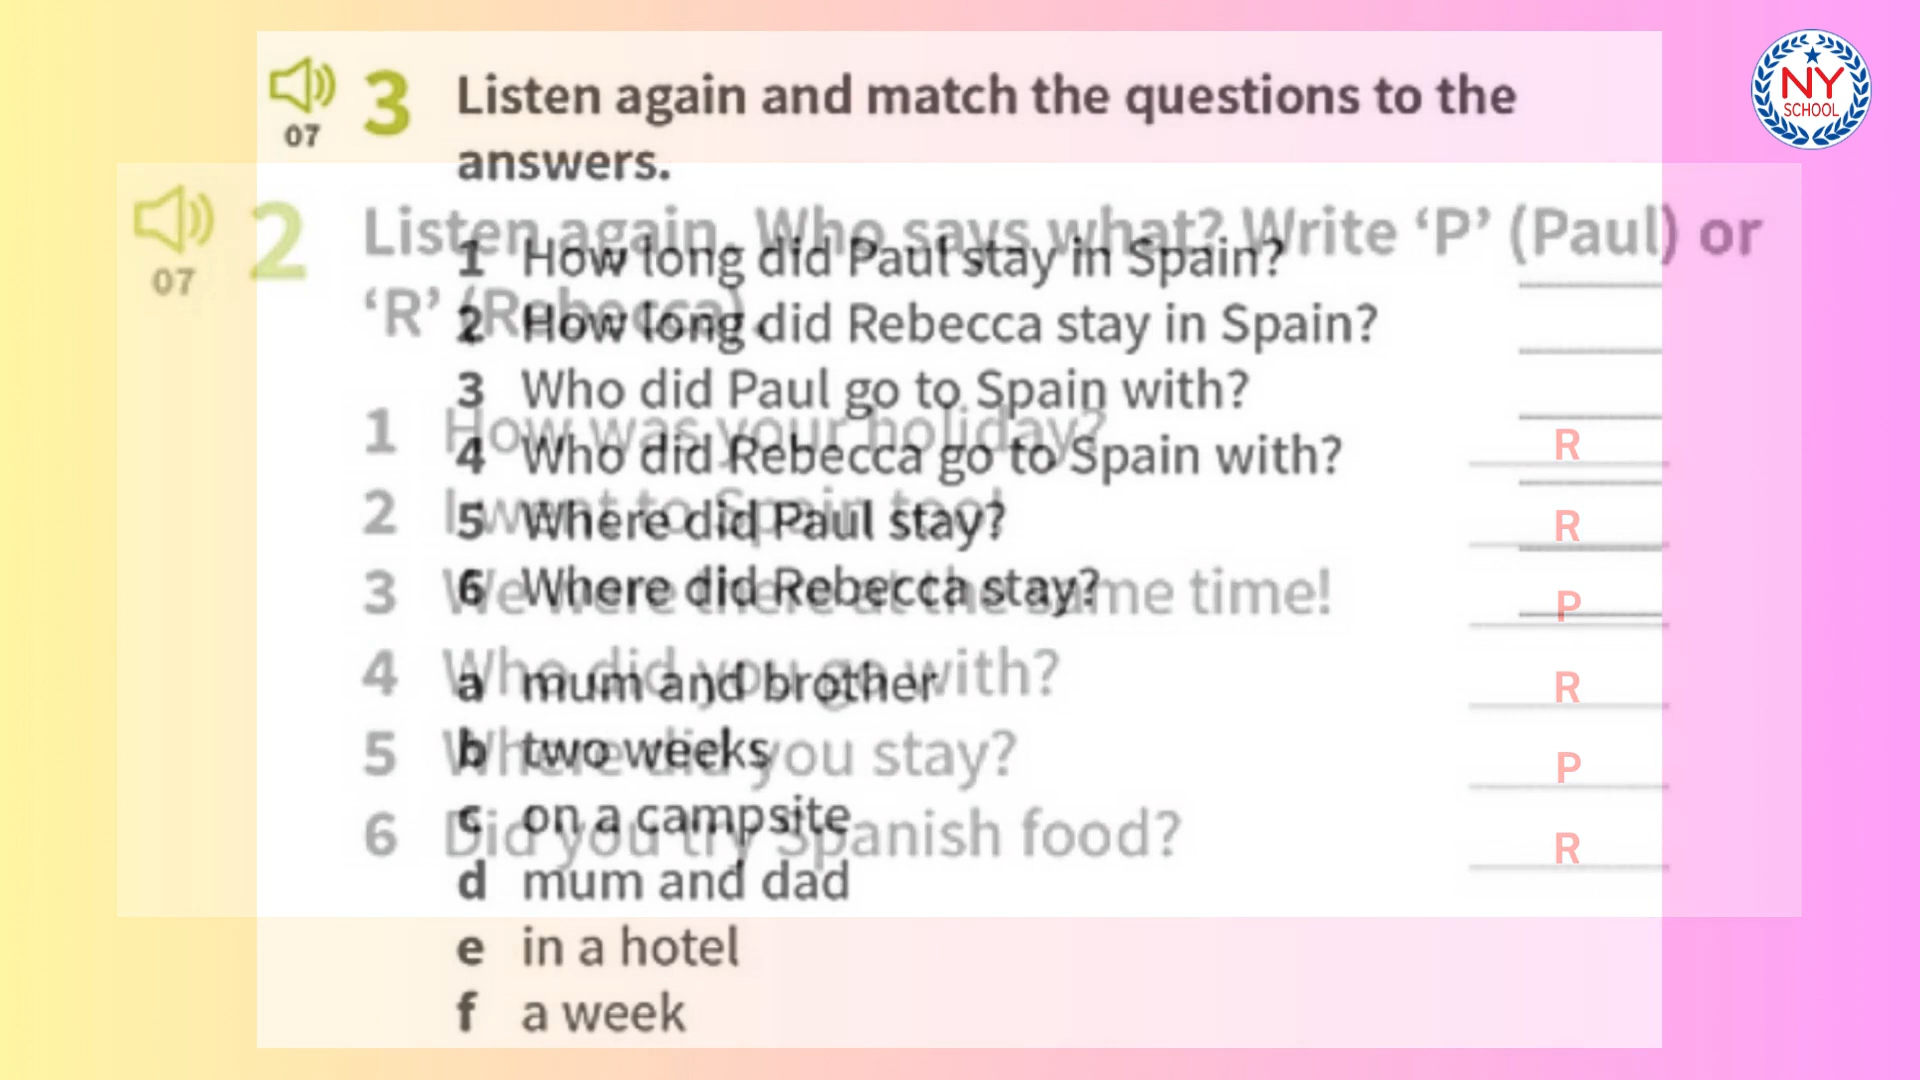 07 3 Listen again and match the questions to the
answers.
1 How long did Paul stay in Spain?
2 How long did Rebecca stay in Spain?
3 Who did Paul go to Spain with?
4 Who did Rebecca go to Spain with?
5 Where did Paul stay?
6 Where did Rebecca stay?
a mum and brother
b two weeks
c on a campsite
d mum and dad
e in a hotel
f a week
07 2 Listen again. Who says what? Write ‘P’ (Paul) or
‘R’ (Rebecca).
1 How was your holiday? R
2 I went to Spain too! R
3 We were there at the same time! P
4 Who did you go with? R
5 Where did you stay? P
6 Did you try Spanish food? R
NY
SCHOOL